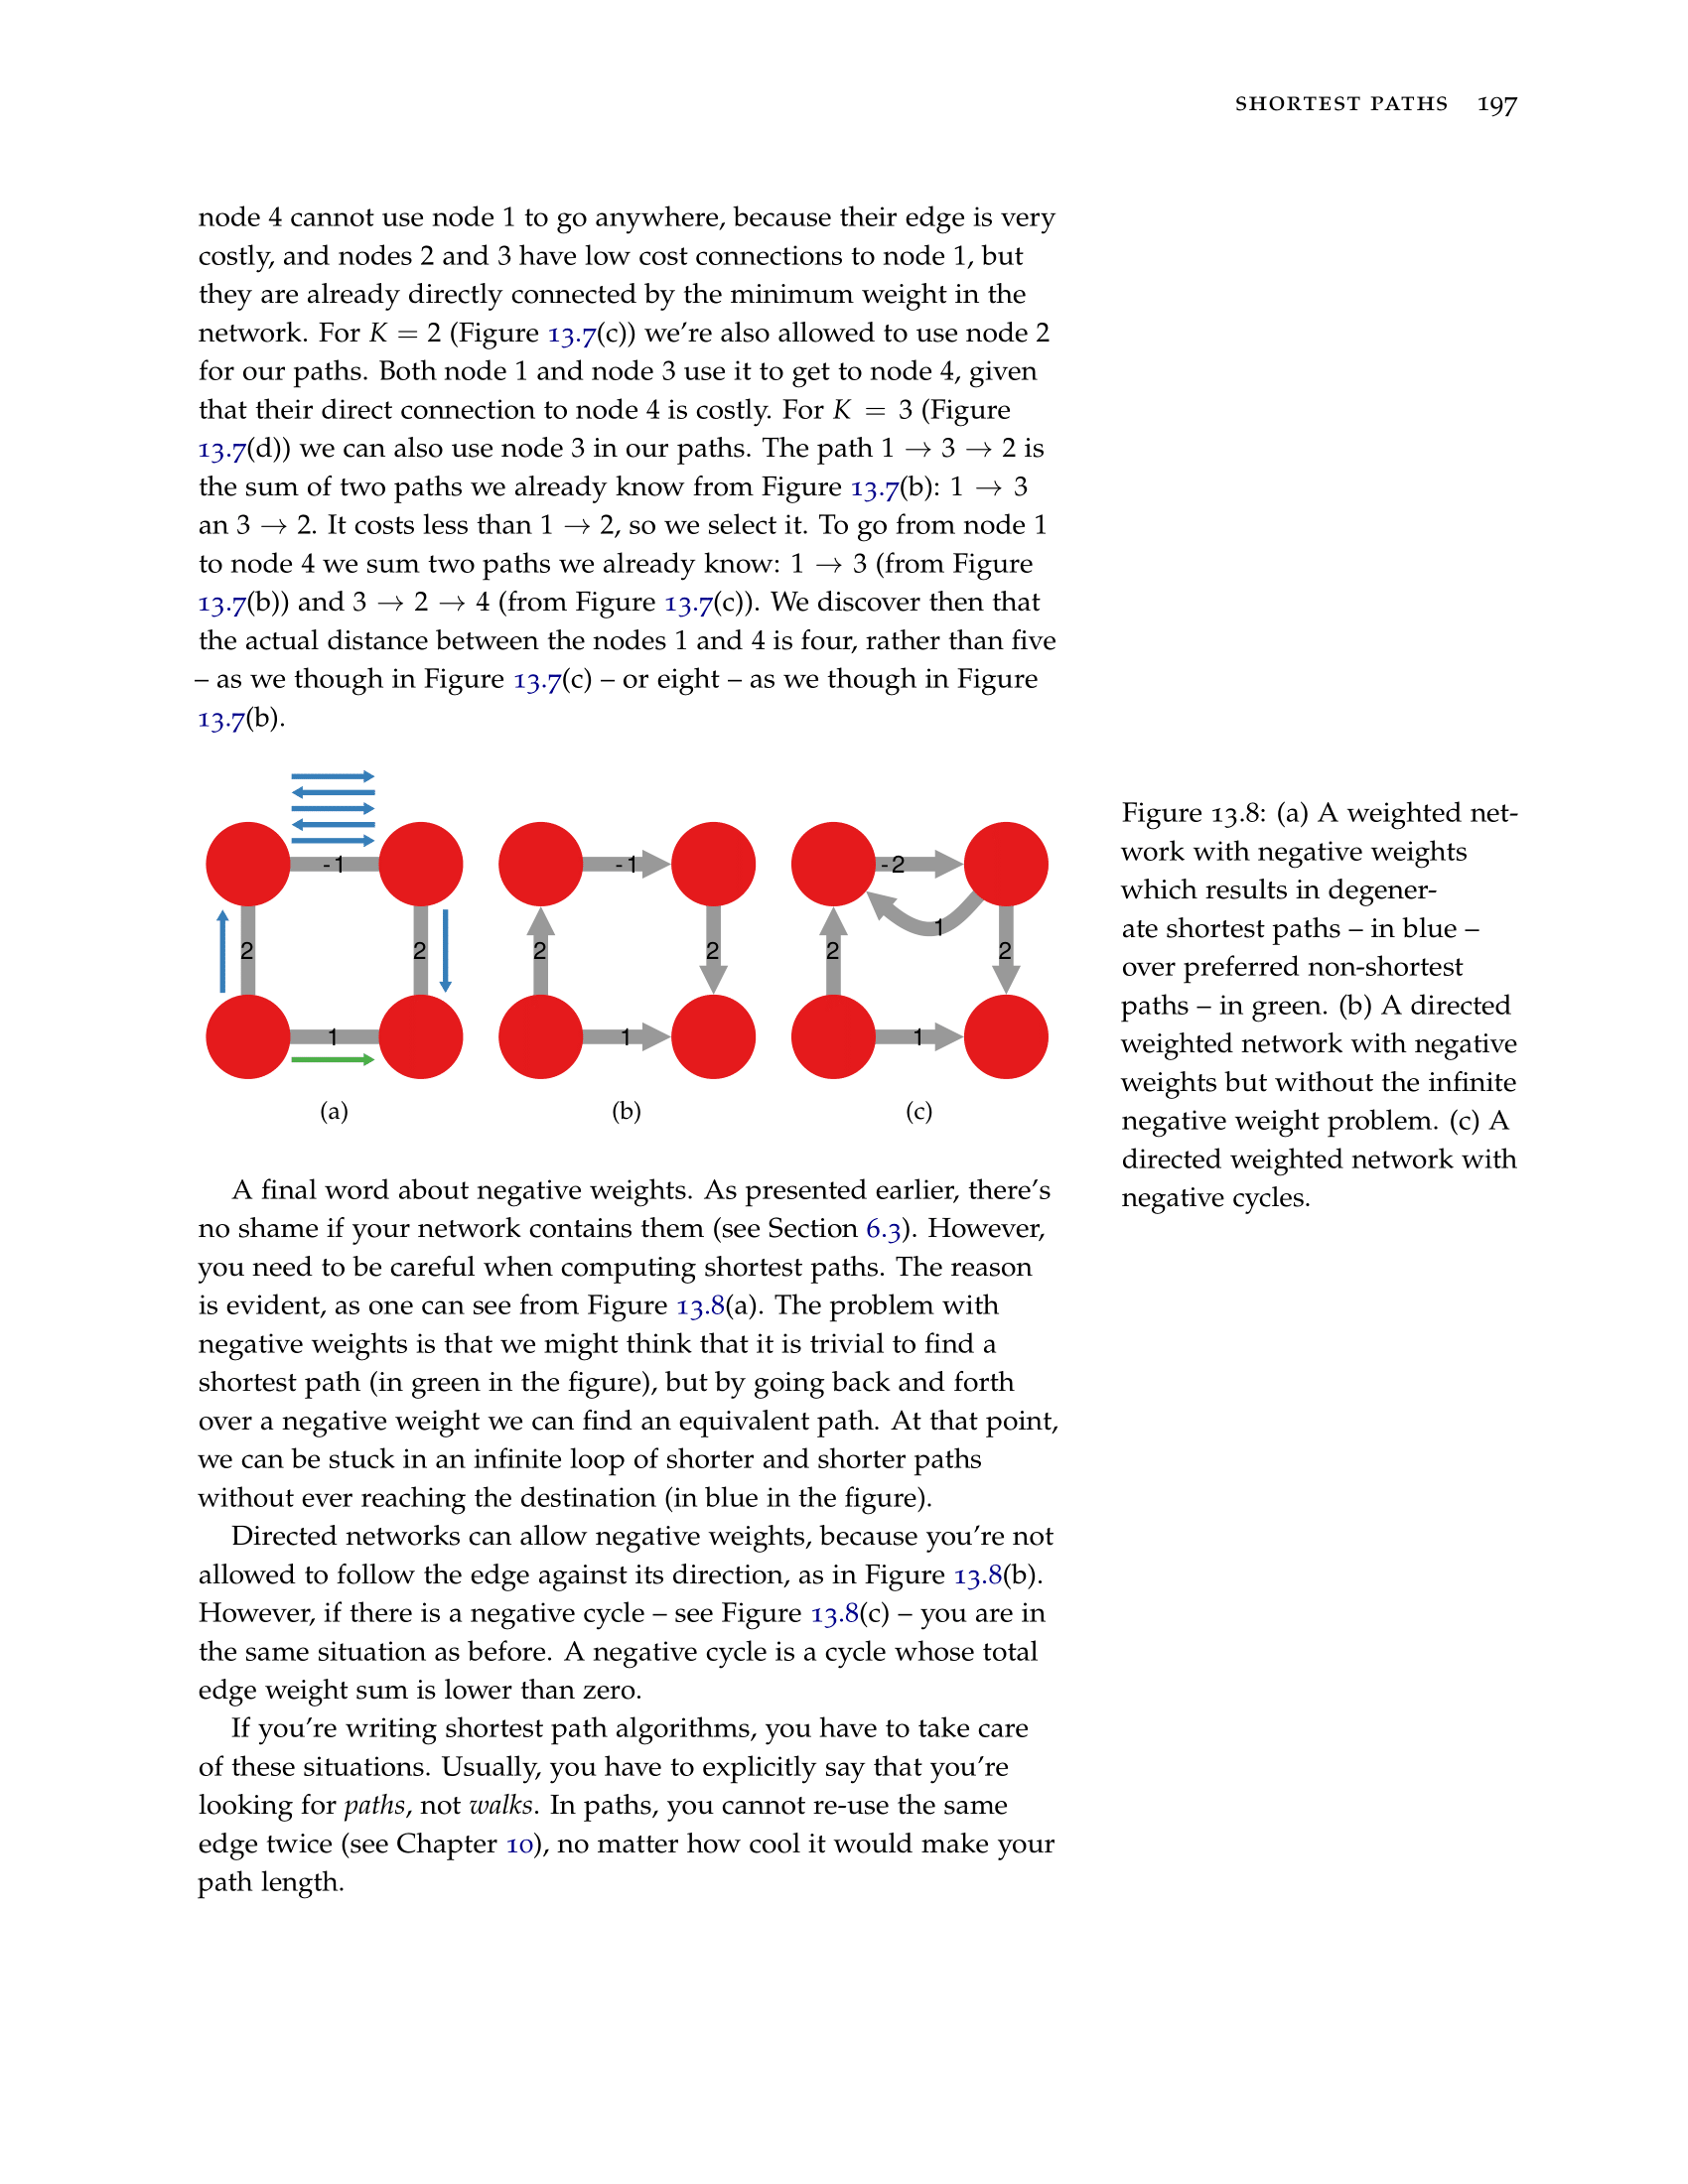 SHORTEST PATHS 197
node 4 cannot use node 1 to go anywhere, because their edge is very
costly, and nodes 2 and 3 have low cost connections to node 1, but
they are already directly connected by the minimum weight in the
network. For K = 2 (Figure 13.7(c)) we're also allowed to use node 2
for our paths. Both node 1 and node 3 use it to get to node 4, given
that their direct connection to node 4 is costly. For K = 3 (Figure
13.7(d)) we can also use node 3 in our paths. The path 1 → 3 → 2 is
the sum of two paths we already know from Figure 13.7(b): 1 → 3
an 3 → 2. It costs less than 1 → 2, so we select it. To go from node 1
to node 4 we sum two paths we already know: 1 → 3 (from Figure
13.7(b)) and 3 → 2 → 4 (from Figure 13.7(c)). We discover then that
the actual distance between the nodes 1 and 4 is four, rather than five
– as we though in Figure 13.7(c) – or eight – as we though in Figure
13.7(b).
-1 -1 -2
1
2 2 2 2 2 2
1 1 1
(a) (b) (c)
Figure 13.8: (a) A weighted net-
work with negative weights
which results in degener-
ate shortest paths – in blue –
over preferred non-shortest
paths – in green. (b) A directed
weighted network with negative
weights but without the infinite
negative weight problem. (c) A
directed weighted network with
negative cycles.
A final word about negative weights. As presented earlier, there's
no shame if your network contains them (see Section 6.3). However,
you need to be careful when computing shortest paths. The reason
is evident, as one can see from Figure 13.8(a). The problem with
negative weights is that we might think that it is trivial to find a
shortest path (in green in the figure), but by going back and forth
over a negative weight we can find an equivalent path. At that point,
we can be stuck in an infinite loop of shorter and shorter paths
without ever reaching the destination (in blue in the figure).
Directed networks can allow negative weights, because you're not
allowed to follow the edge against its direction, as in Figure 13.8(b).
However, if there is a negative cycle – see Figure 13.8(c) – you are in
the same situation as before. A negative cycle is a cycle whose total
edge weight sum is lower than zero.
If you're writing shortest path algorithms, you have to take care
of these situations. Usually, you have to explicitly say that you're
looking for paths, not walks. In paths, you cannot re-use the same
edge twice (see Chapter 10), no matter how cool it would make your
path length.